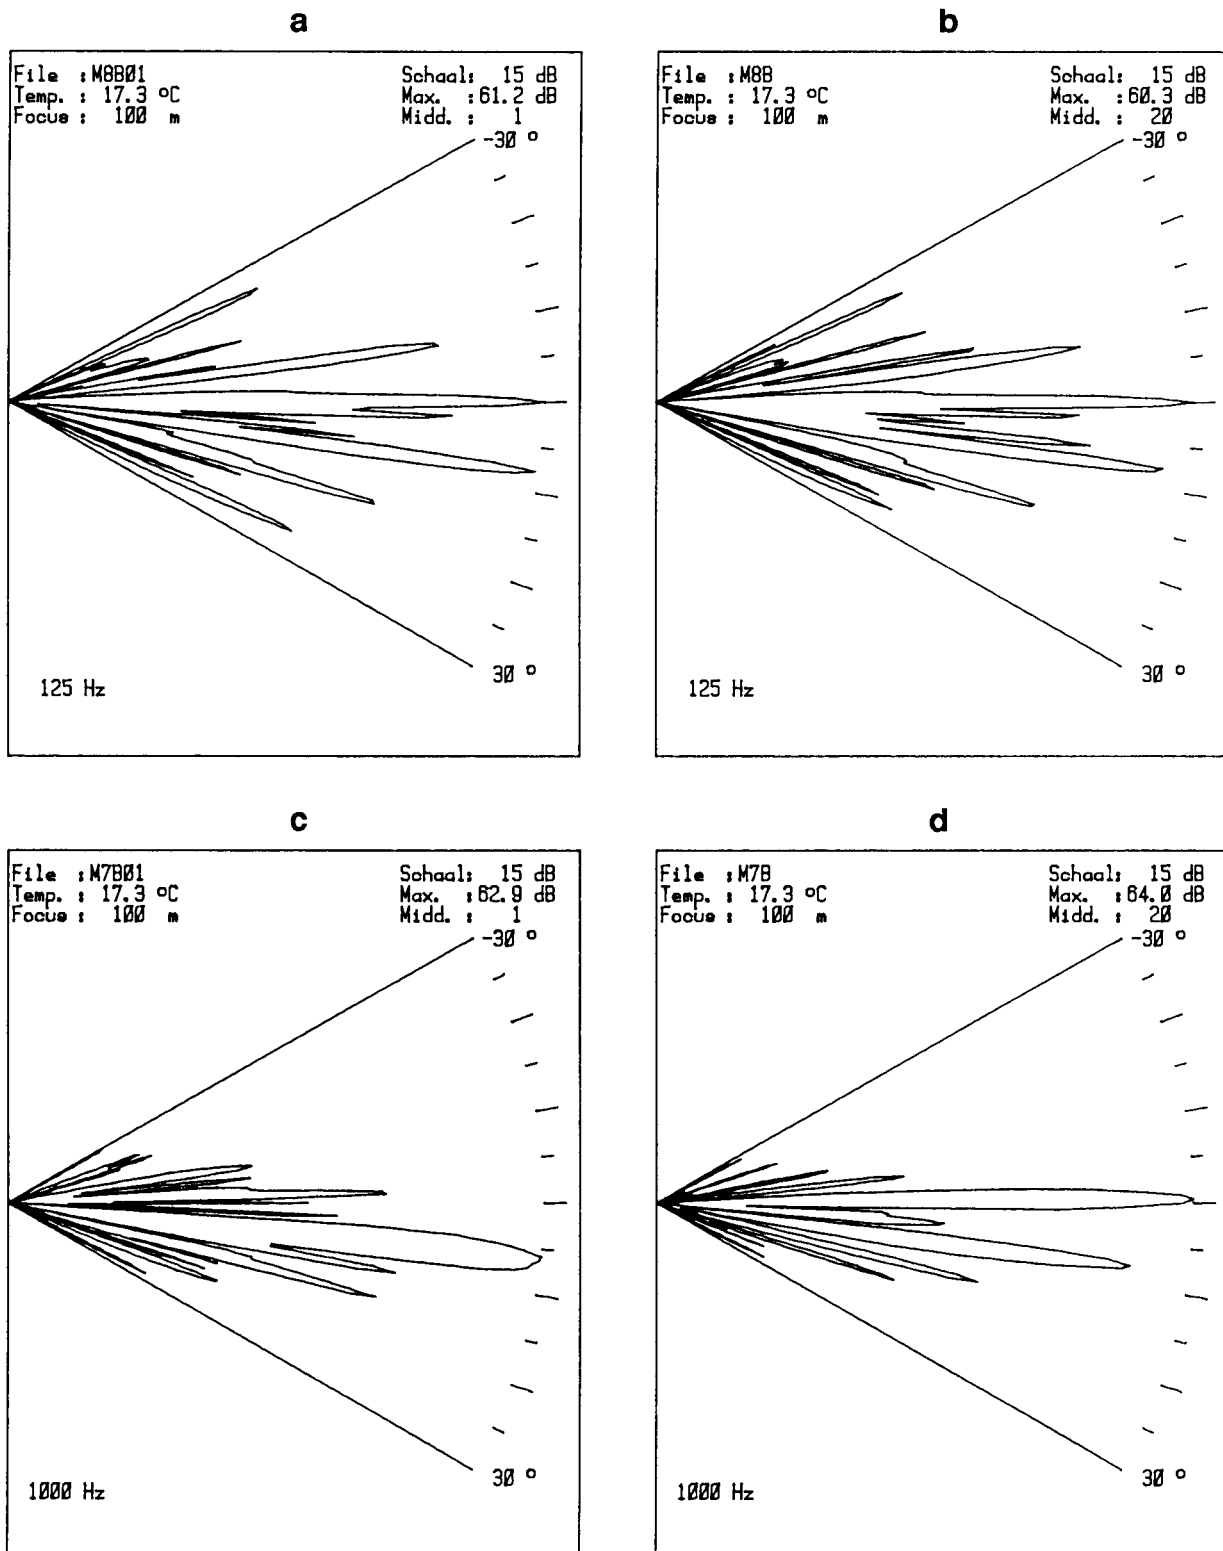 a
File : M8B01 Schaal: 15 dB
Temp. : 17.3 ºC Max. : 61.2 dB
Focus : 100 m Midd. : 1
-30 º
30 º
125 Hz
b
File : M8B Schaal: 15 dB
Temp. : 17.3 ºC Max. : 60.3 dB
Focus : 100 m Midd. : 20
-30 º
30 º
125 Hz
c
File : M7B01 Schaal: 15 dB
Temp. : 17.3 ºC Max. : 62.9 dB
Focus : 100 m Midd. : 1
-30 º
30 º
1000 Hz
d
File : M7B Schaal: 15 dB
Temp. : 17.3 ºC Max. : 64.0 dB
Focus : 100 m Midd. : 20
-30 º
30 º
1000 Hz